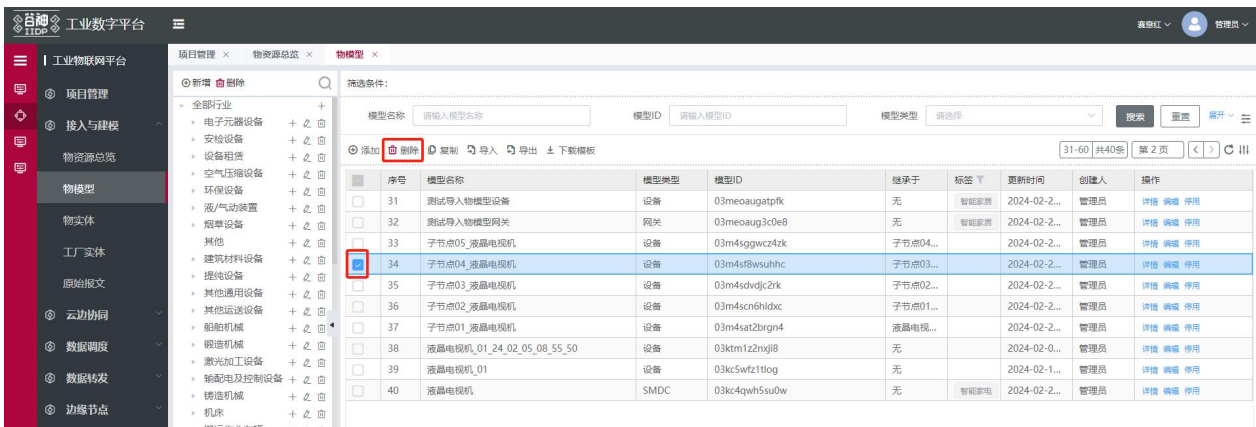 谷神 IIDP 工业数字平台
赛意红 管理员
工业物联网平台
项目管理
接入与建模
物资源总览
物模型
物实体
工厂实体
原始报文
云边协同
数据调度
数据转发
边缘节点
项目管理 × 物资源总览 × 物模型 ×
新增 删除
全部行业
电子元器设备
安检设备
设备租赁
空气压缩设备
环保设备
液/气动装置
烟草设备
其他
建筑材料设备
提纯设备
其他通用设备
其他运送设备
船舶机械
锻造机械
激光加工设备
输配电及控制设备
铸造机械
机床
筛选条件:
模型名称 请输入模型名称 模型ID 请输入模型ID 模型类型 请选择 搜索 重置 展开
添加 删除 复制 导入 导出 下载模板 31-60 共40条 第 2 页 < >
序号 模型名称 模型类型 模型ID 继承于 标签 更新时间 创建人 操作
31 测试导入物模型设备 设备 03meoaugatpfk 无 智能家居 2024-02-2... 管理员 详情 编辑 停用
32 测试导入物模型网关 网关 03meoaug3c0e8 无 智能家居 2024-02-2... 管理员 详情 编辑 停用
33 子节点05_液晶电视机 设备 03m4sggwcz4zk 子节点04... 2024-02-2... 管理员 详情 编辑 停用
34 子节点04_液晶电视机 设备 03m4sf8wsuhhc 子节点03... 2024-02-2... 管理员 详情 编辑 停用
35 子节点03_液晶电视机 设备 03m4sdvdjc2rk 子节点02... 2024-02-2... 管理员 详情 编辑 停用
36 子节点02_液晶电视机 设备 03m4scn6hidxc 子节点01... 2024-02-2... 管理员 详情 编辑 停用
37 子节点01_液晶电视机 设备 03m4sat2brgn4 液晶电视... 2024-02-2... 管理员 详情 编辑 停用
38 液晶电视机_01_24_02_05_08_55_50 设备 03ktm1z2nxji8 无 2024-02-0... 管理员 详情 编辑 停用
39 液晶电视机_01 设备 03kc5wfz1tlog 无 2024-02-1... 管理员 详情 编辑 停用
40 液晶电视机 SMDC 03kc4qwh5su0w 无 智能家电 2024-02-2... 管理员 详情 编辑 停用